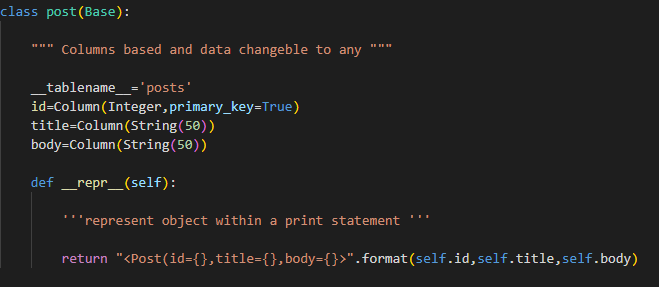 class post(Base):
""" Columns based and data changeble to any """
__tablename__='posts'
id=Column(Integer,primary_key=True)
title=Column(String(50))
body=Column(String(50))
def __repr__(self):
'''represent object within a print statement '''
return "<Post(id={},title={},body={}>".format(self.id,self.title,self.body)